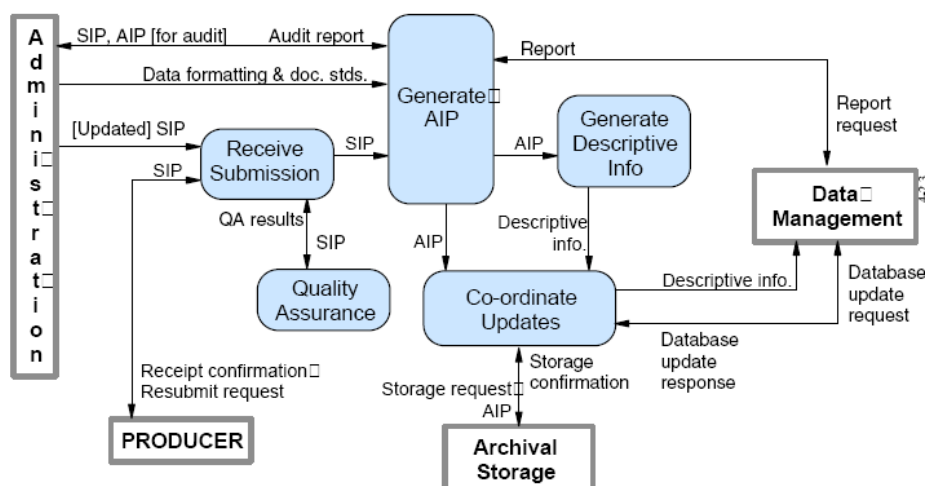 Administration
SIP, AIP [for audit]
Audit report
Data formatting & doc. stds.
[Updated] SIP
SIP
Receive
Submission
SIP
Generate
AIP
Report
AIP
Generate
Descriptive
Info
Report
request
Data
Management
QA results
SIP
Quality
Assurance
AIP
Descriptive
info.
Co-ordinate
Updates
Descriptive info.
Database
update
request
Database
update
response
Storage
confirmation
Storage request
AIP
Receipt confirmation
Resubmit request
PRODUCER
Archival
Storage